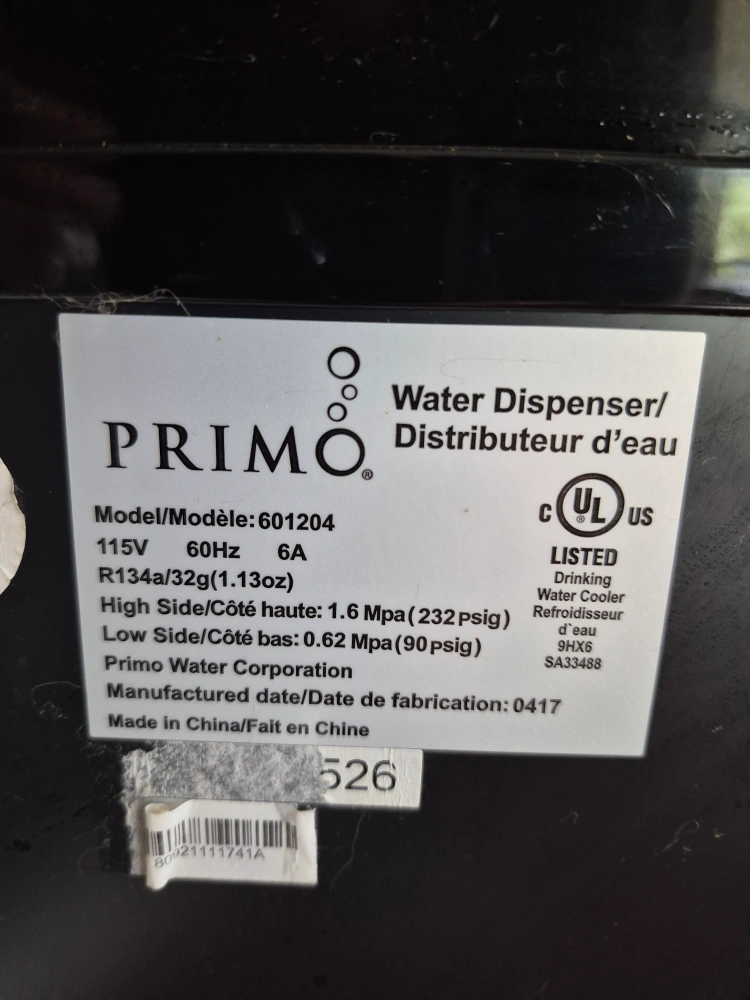 PRIMO®
Water Dispenser/
Distributeur d'eau
Model/Modèle:601204
115V 60Hz 6A
R134a/32g(1.13oz)
High Side/Côté haute: 1.6 Mpa(232 psig)
Low Side/Côté bas: 0.62 Mpa(90 psig)
Primo Water Corporation
Manufactured date/Date de fabrication: 0417
Made in China/Fait en Chine
C UL® US
LISTED
Drinking
Water Cooler
Refroidisseur
d`eau
9HX6
SA33488
526
80921111741A